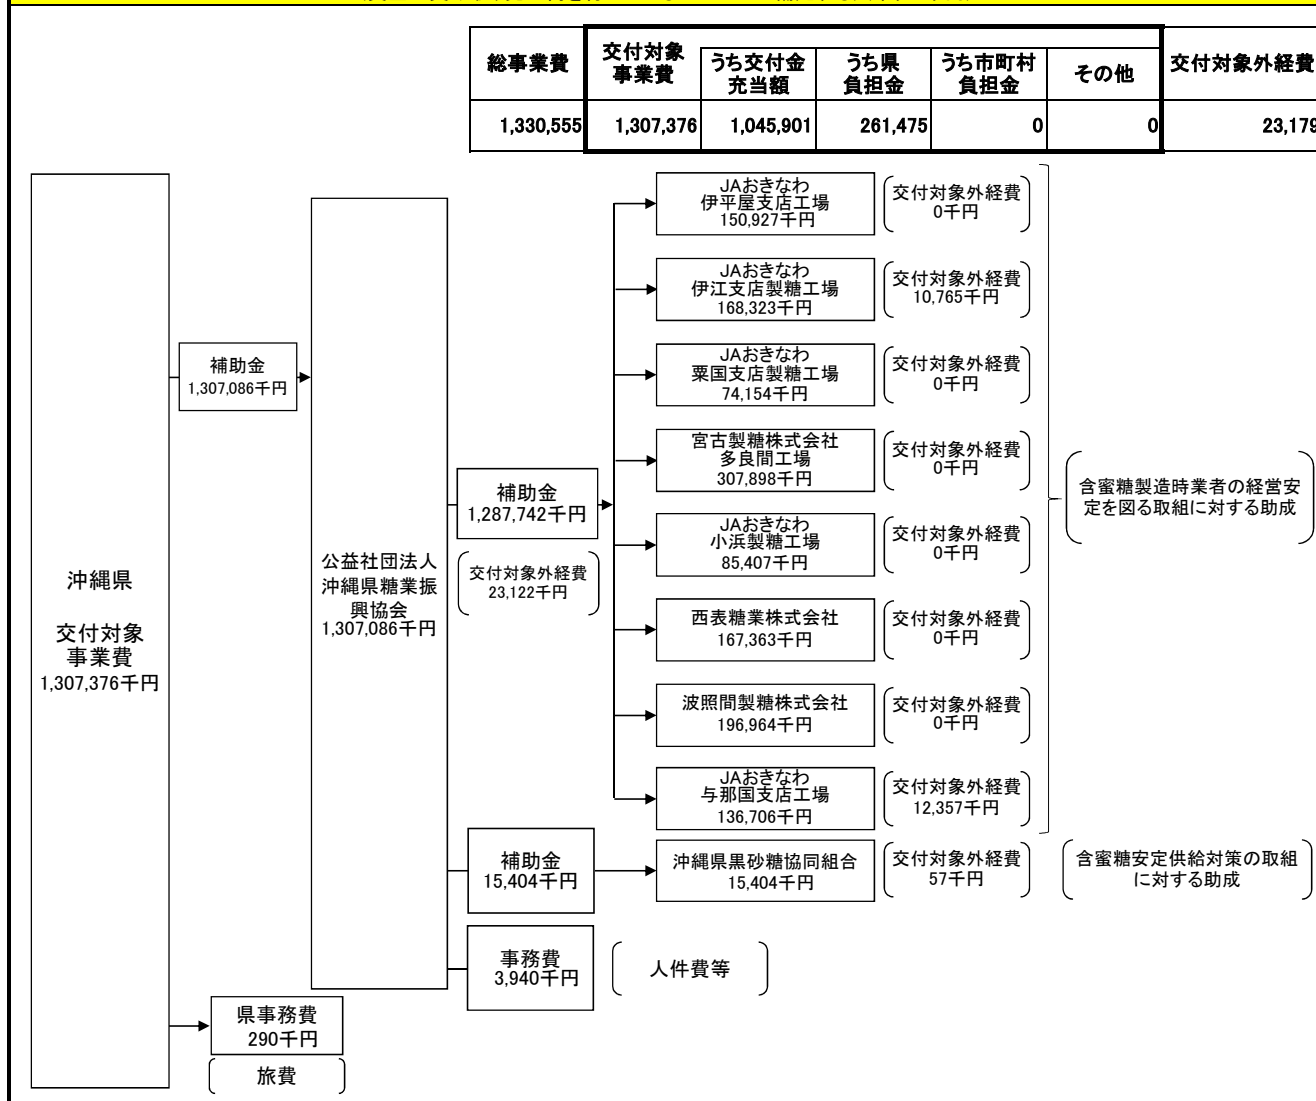 総事業費
交付対象
事業費
うち交付金
充当額
うち県
負担金
うち市町村
負担金
その他
交付対象外経費
1,330,555
1,307,376
1,045,901
261,475
0
0
23,179
沖縄県
交付対象
事業費
1,307,376千円
補助金
1,307,086千円
公益社団法人
沖縄県糖業振
興協会
1,307,086千円
補助金
1,287,742千円
交付対象外経費
23,122千円
JAおきなわ
伊平屋支店工場
150,927千円
交付対象外経費
0千円
JAおきなわ
伊江支店製糖工場
168,323千円
交付対象外経費
10,765千円
JAおきなわ
粟国支店製糖工場
74,154千円
交付対象外経費
0千円
宮古製糖株式会社
多良間工場
307,898千円
交付対象外経費
0千円
JAおきなわ
小浜製糖工場
85,407千円
交付対象外経費
0千円
西表糖業株式会社
167,363千円
交付対象外経費
0千円
波照間製糖株式会社
196,964千円
交付対象外経費
0千円
JAおきなわ
与那国支店工場
136,706千円
交付対象外経費
12,357千円
含蜜糖製造時業者の経営安
定を図る取組に対する助成
補助金
15,404千円
沖縄県黒砂糖協同組合
15,404千円
交付対象外経費
57千円
含蜜糖安定供給対策の取組
に対する助成
事務費
3,940千円
人件費等
県事務費
290千円
旅費